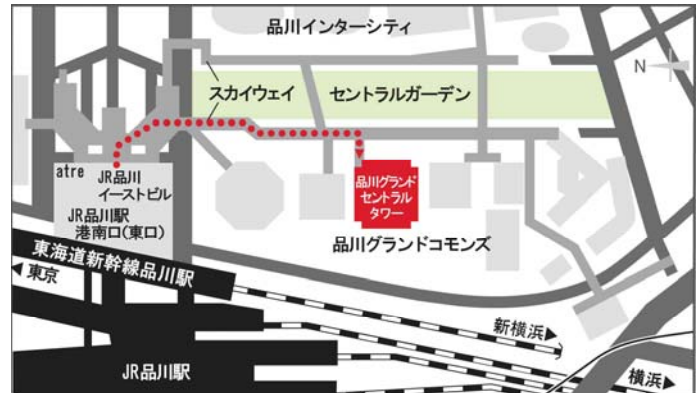 品川インターシティ
N
スカイウェイ
セントラルガーデン
atre
JR品川
イーストビル
JR品川駅
港南口(東口)
品川グランド
セントラル
タワー
品川グランドコモンズ
東海道新幹線品川駅
◀東京
新横浜▶
JR品川駅
横浜▶